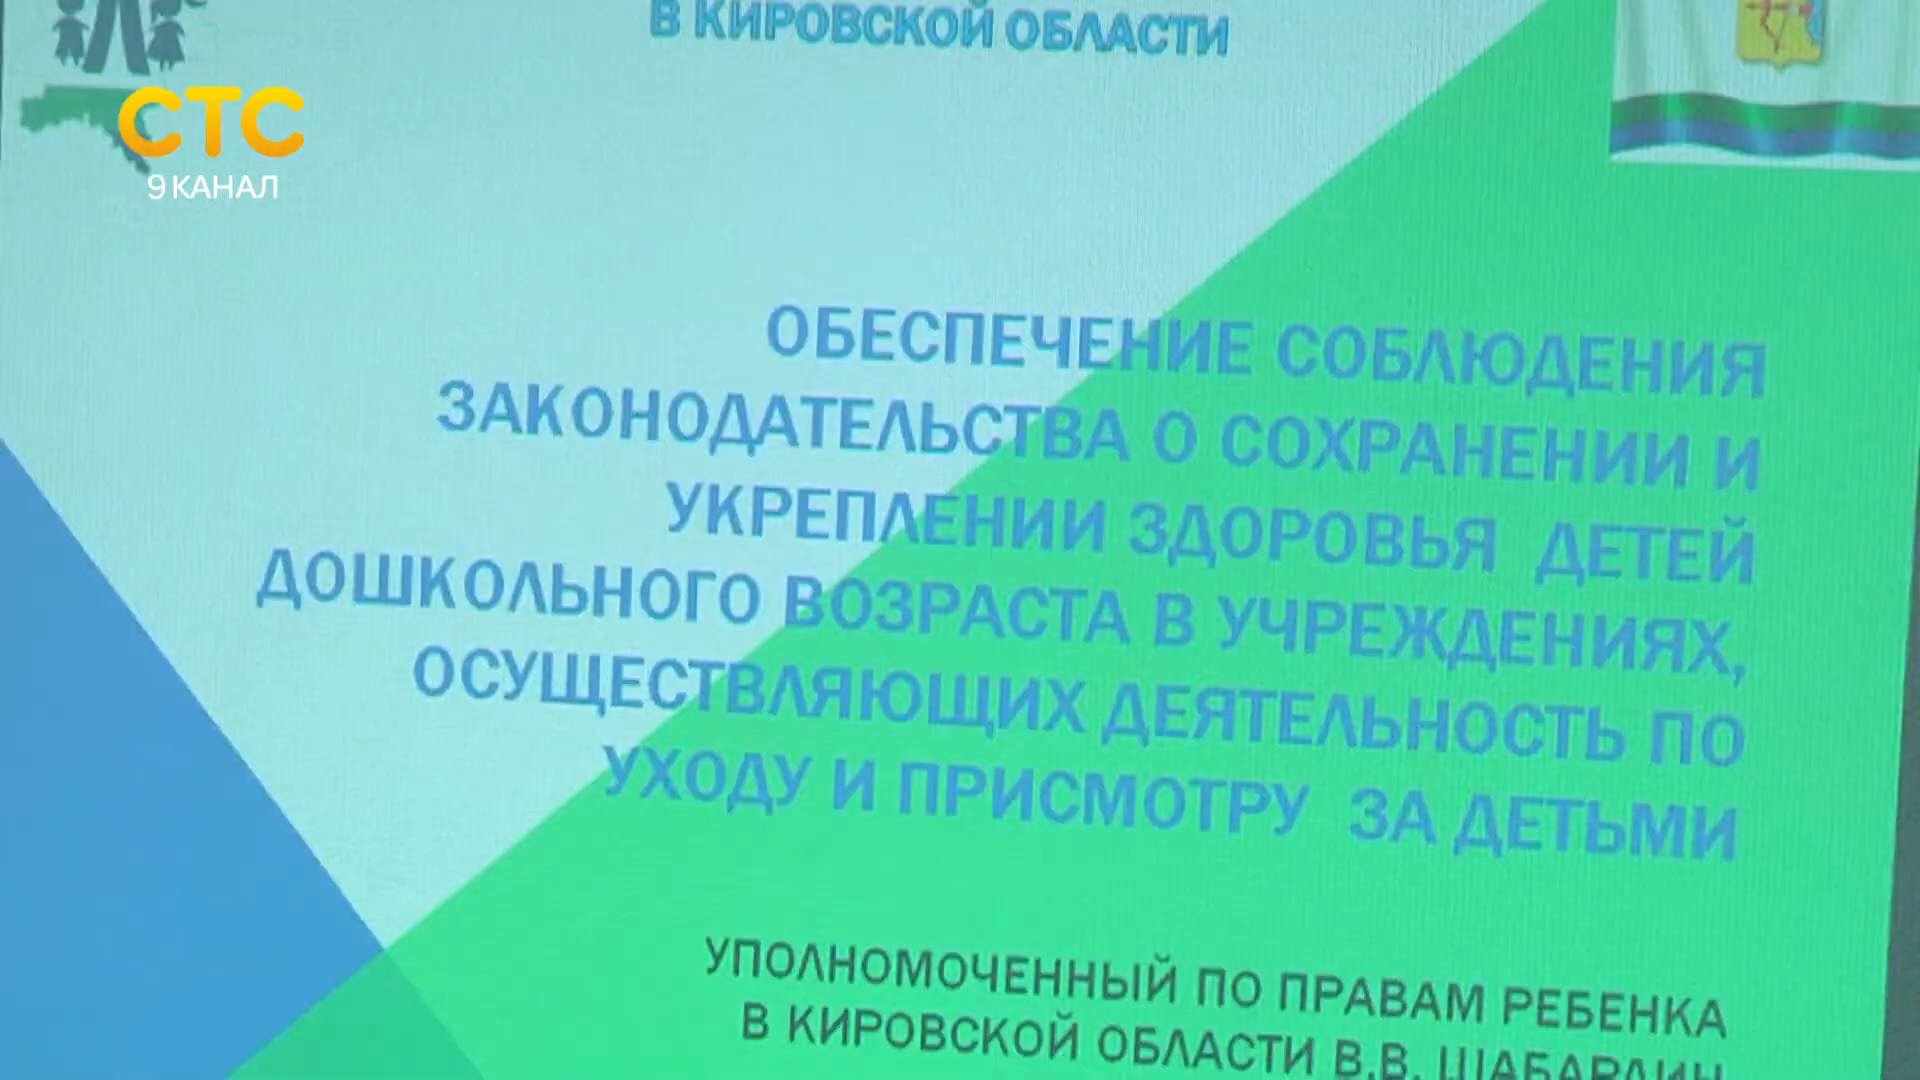 В КИРОВСКОЙ ОБЛАСТИ
СТС
9 КАНАЛ
ОБЕСПЕЧЕНИЕ СОБЛЮДЕНИЯ
ЗАКОНОДАТЕЛЬСТВА О СОХРАНЕНИИ И
УКРЕПЛЕНИИ ЗДОРОВЬЯ ДЕТЕЙ
ДОШКОЛЬНОГО ВОЗРАСТА В УЧРЕЖДЕНИЯХ,
ОСУЩЕСТВЛЯЮЩИХ ДЕЯТЕЛЬНОСТЬ ПО
УХОДУ И ПРИСМОТРУ ЗА ДЕТЬМИ
УПОЛНОМОЧЕННЫЙ ПО ПРАВАМ РЕБЕНКА
В КИРОВСКОЙ ОБЛАСТИ В.В. ШАБАРДИН